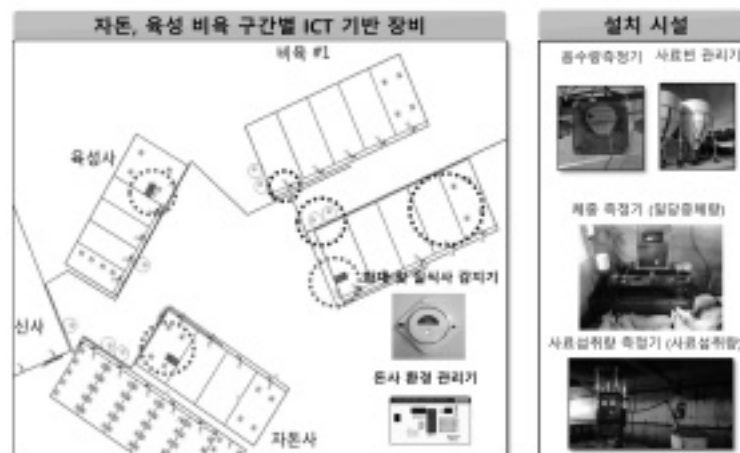 자돈, 육성 비육 구간별 ICT 기반 장비
비육 #1
육성사
신사
자돈사
돈사 환경 관리기
설치 시설
음수량측정기 사료빈 관리기
체중 측정기 (일당증체량)
사료섭취량 측정기 (사료섭취량)